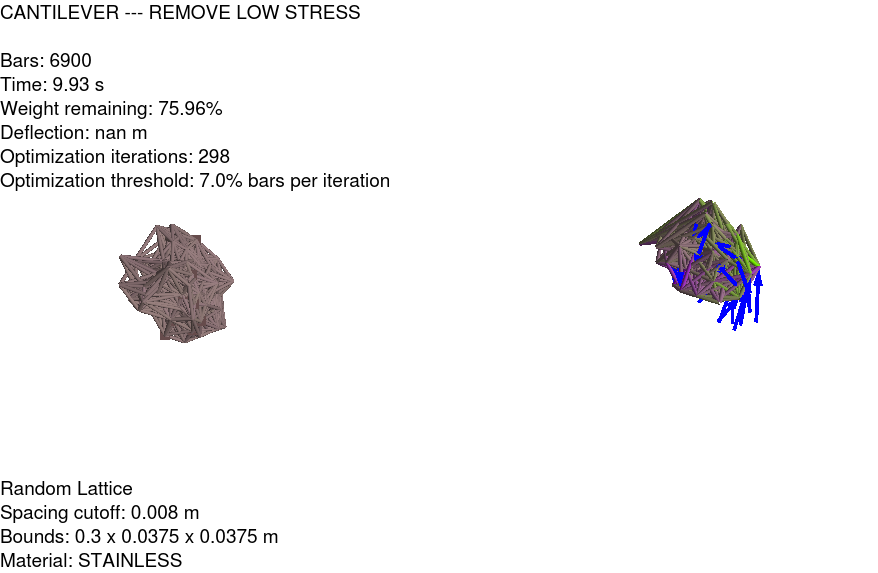 CANTILEVER --- REMOVE LOW STRESS
Bars: 6900
Time: 9.93 s
Weight remaining: 75.96%
Deflection: nan m
Optimization iterations: 298
Optimization threshold: 7.0% bars per iteration
Random Lattice
Spacing cutoff: 0.008 m
Bounds: 0.3 x 0.0375 x 0.0375 m
Material: STAINLESS